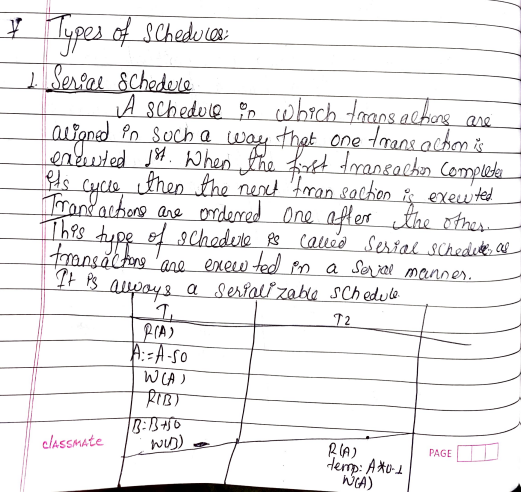 * Types of Schedules:
1. Serial Schedule
A schedule in which transactions are
aligned in such a way that one transaction is
executed 1st. When the first transaction complete
its cycle then the next transaction is executed.
Transactions are ordered one after the other.
This type of schedule is called Serial schedule, as
transactions are executed in a Serial manner.
It is always a serializable schedule.
T1 T2
R(A)
A:=A-50
W(A)
R(B)
B:B+50
W(B)
R(A)
temp: A*0.1
W(A)
classmate PAGE